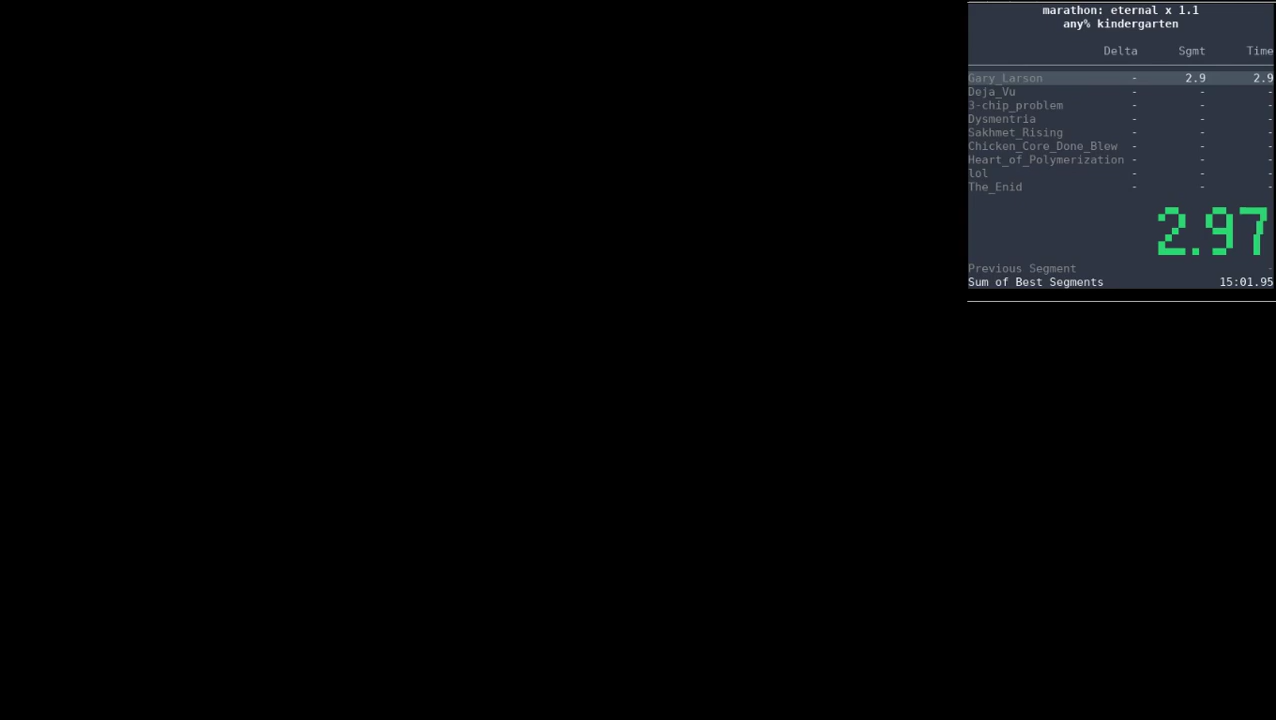 marathon: eternal x 1.1
any% kindergarten
Delta Sgmt Time
Gary_Larson - 2.9 2.9
Deja_Vu - - -
3-chip_problem - - -
Dysmentria - - -
Sakhmet_Rising - - -
Chicken_Core_Done_Blew - - -
Heart_of_Polymerization - - -
lol - - -
The_Enid - - -
2.97
Previous Segment -
Sum of Best Segments 15:01.95